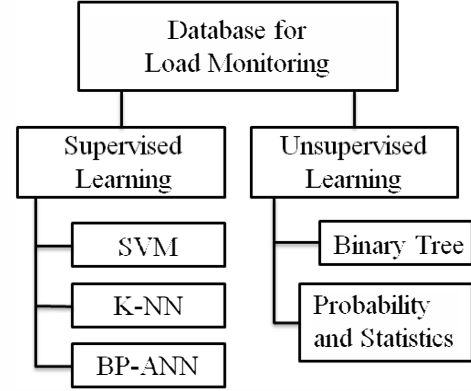 Database for
Load Monitoring
Supervised
Learning
SVM
K-NN
BP-ANN
Unsupervised
Learning
Binary Tree
Probability
and Statistics